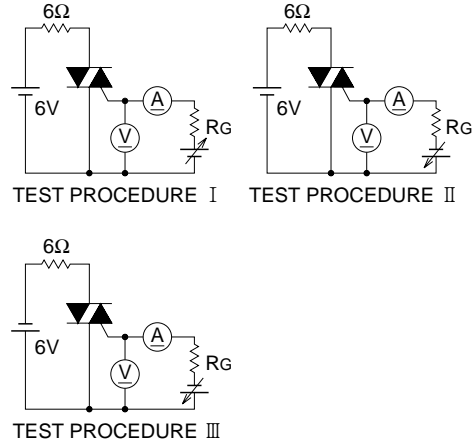 6Ω
6V
A
V
RG
TEST PROCEDURE Ⅰ
6Ω
6V
A
V
RG
TEST PROCEDURE Ⅱ
6Ω
6V
A
V
RG
TEST PROCEDURE Ⅲ